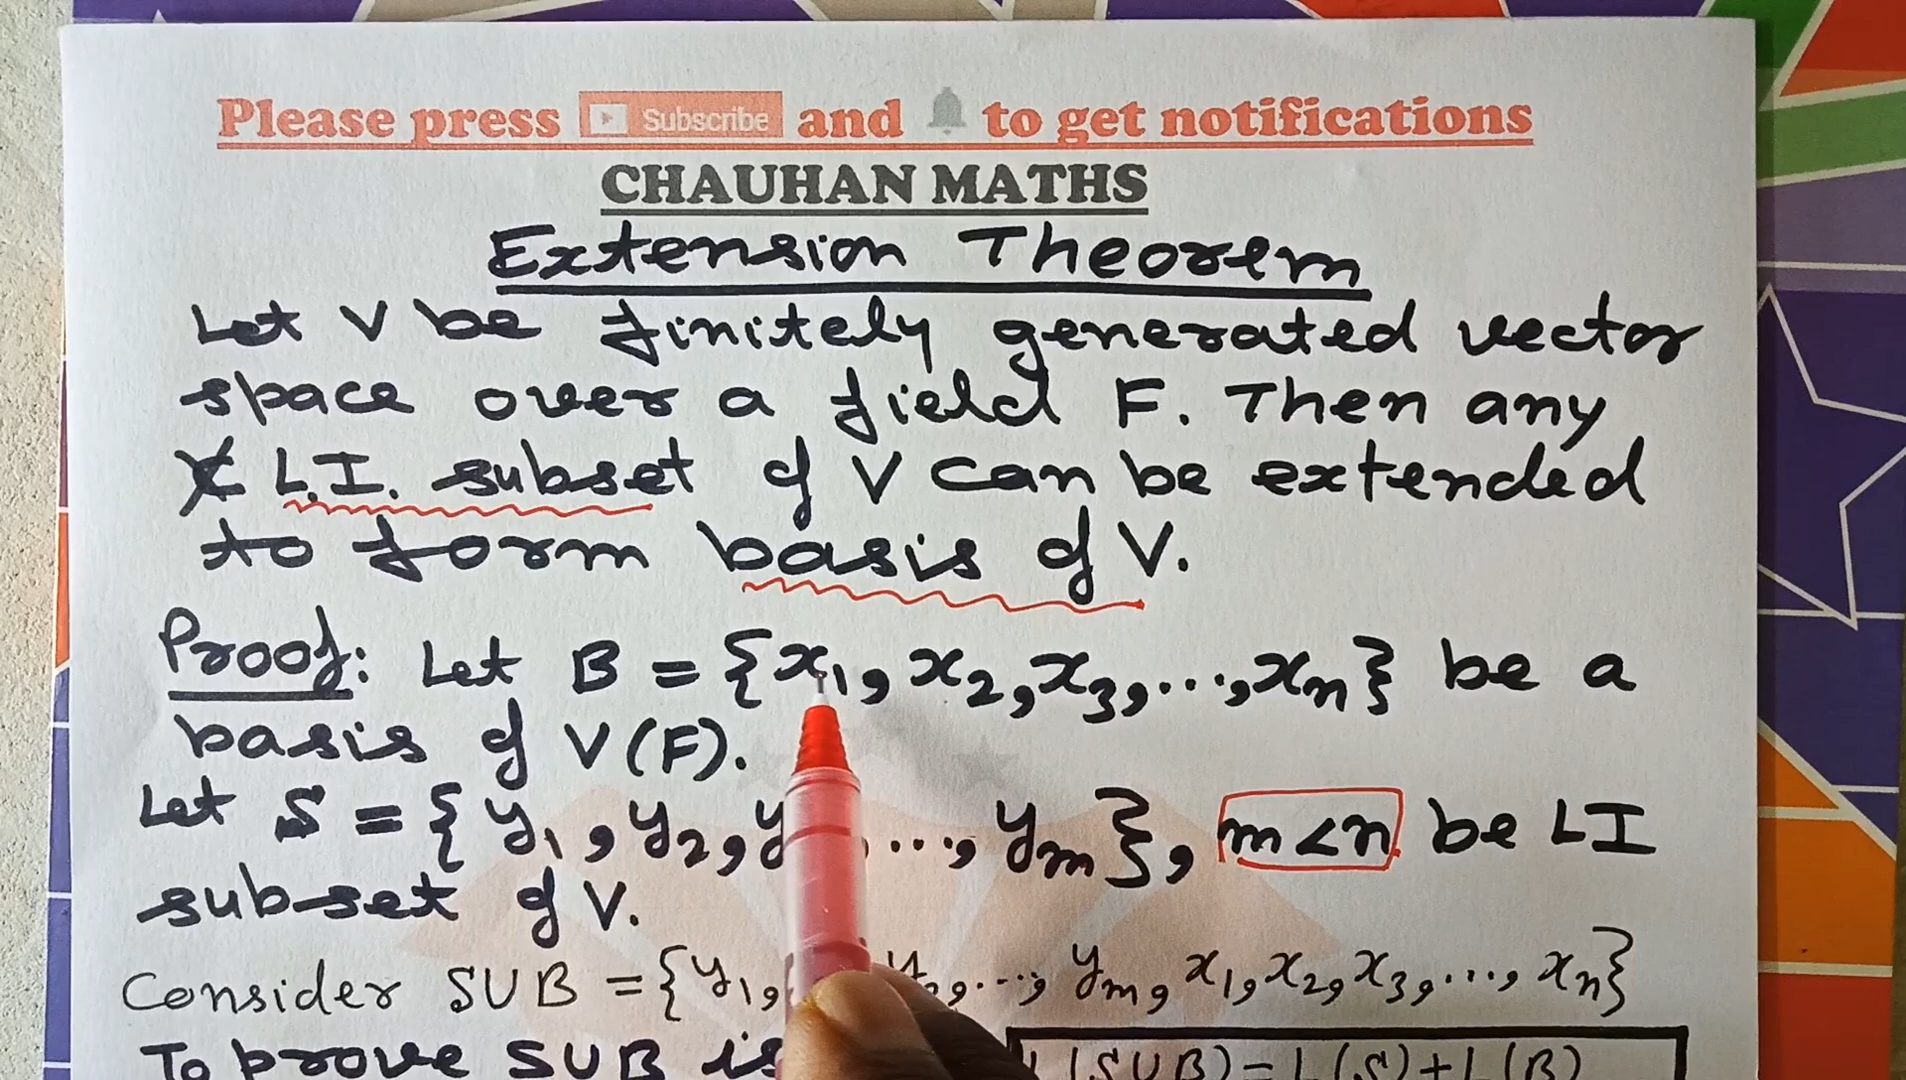 Please press Subscribe and to get notifications
CHAUHAN MATHS
Extension Theorem
Let V be finitely generated vector
space over a field F. Then any
L.I. subset of V can be extended
to form basis of V.
Proof: Let B = {x₁, x₂, x₃, ..., xₙ} be a
basis of V(F).
Let S = {y₁, y₂, y ..., yₘ}, m<n be LI
subset of V.
Consider SUB = {y₁, ..., yₘ, x₁, x₂, x₃, ..., xₙ}
To prove SUB is
L(SUB) = L(S) + L(B)